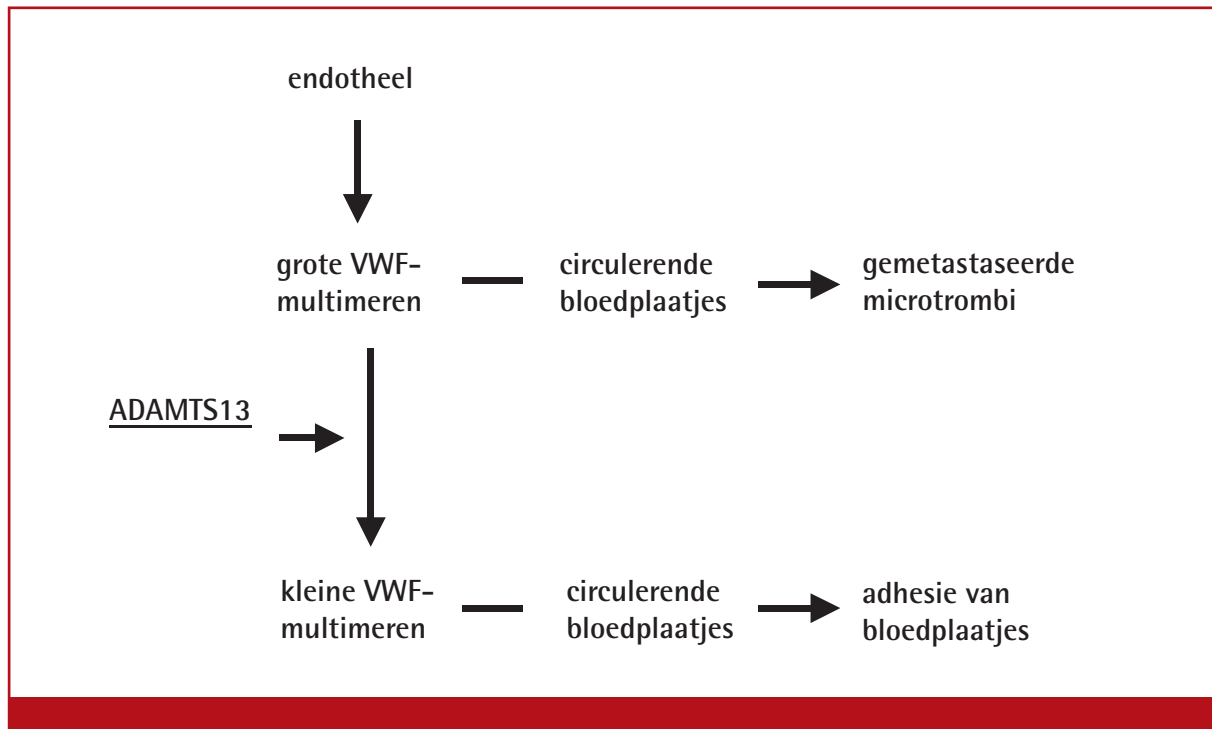 endotheel
grote VWF-
multimeren
circulerende
bloedplaatjes
gemetastaseerde
microtrombi
ADAMTS13
kleine VWF-
multimeren
circulerende
bloedplaatjes
adhesie van
bloedplaatjes